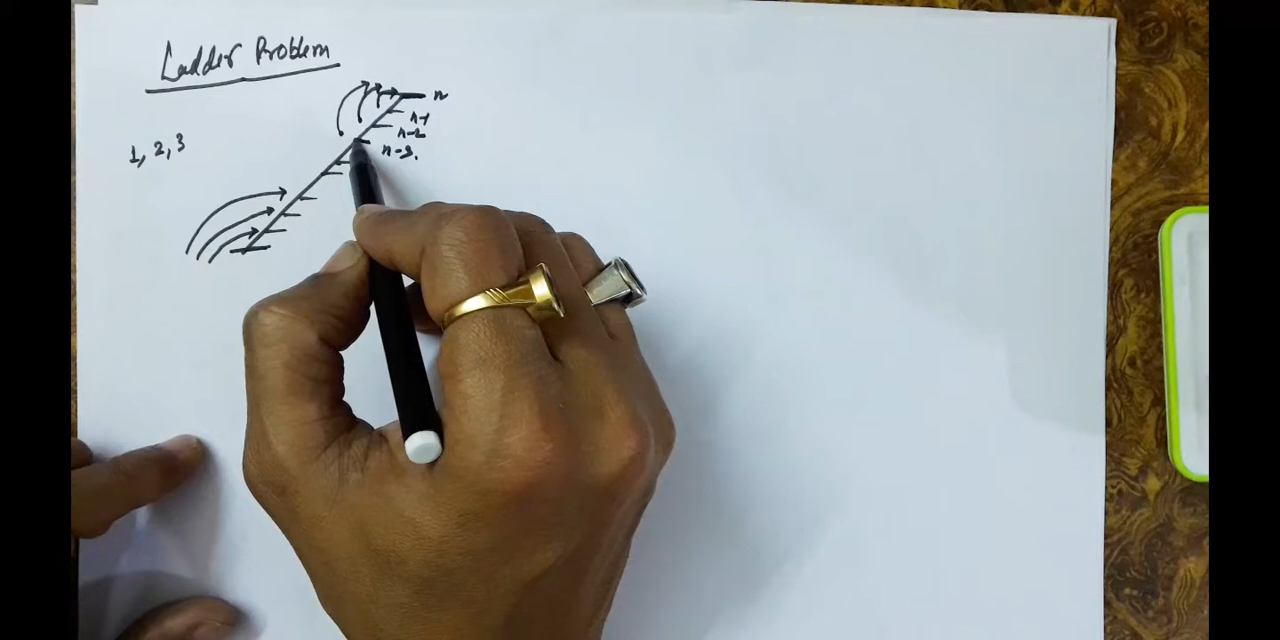 Ladder Problem
n
n-1
n-2
n-3.
1, 2, 3